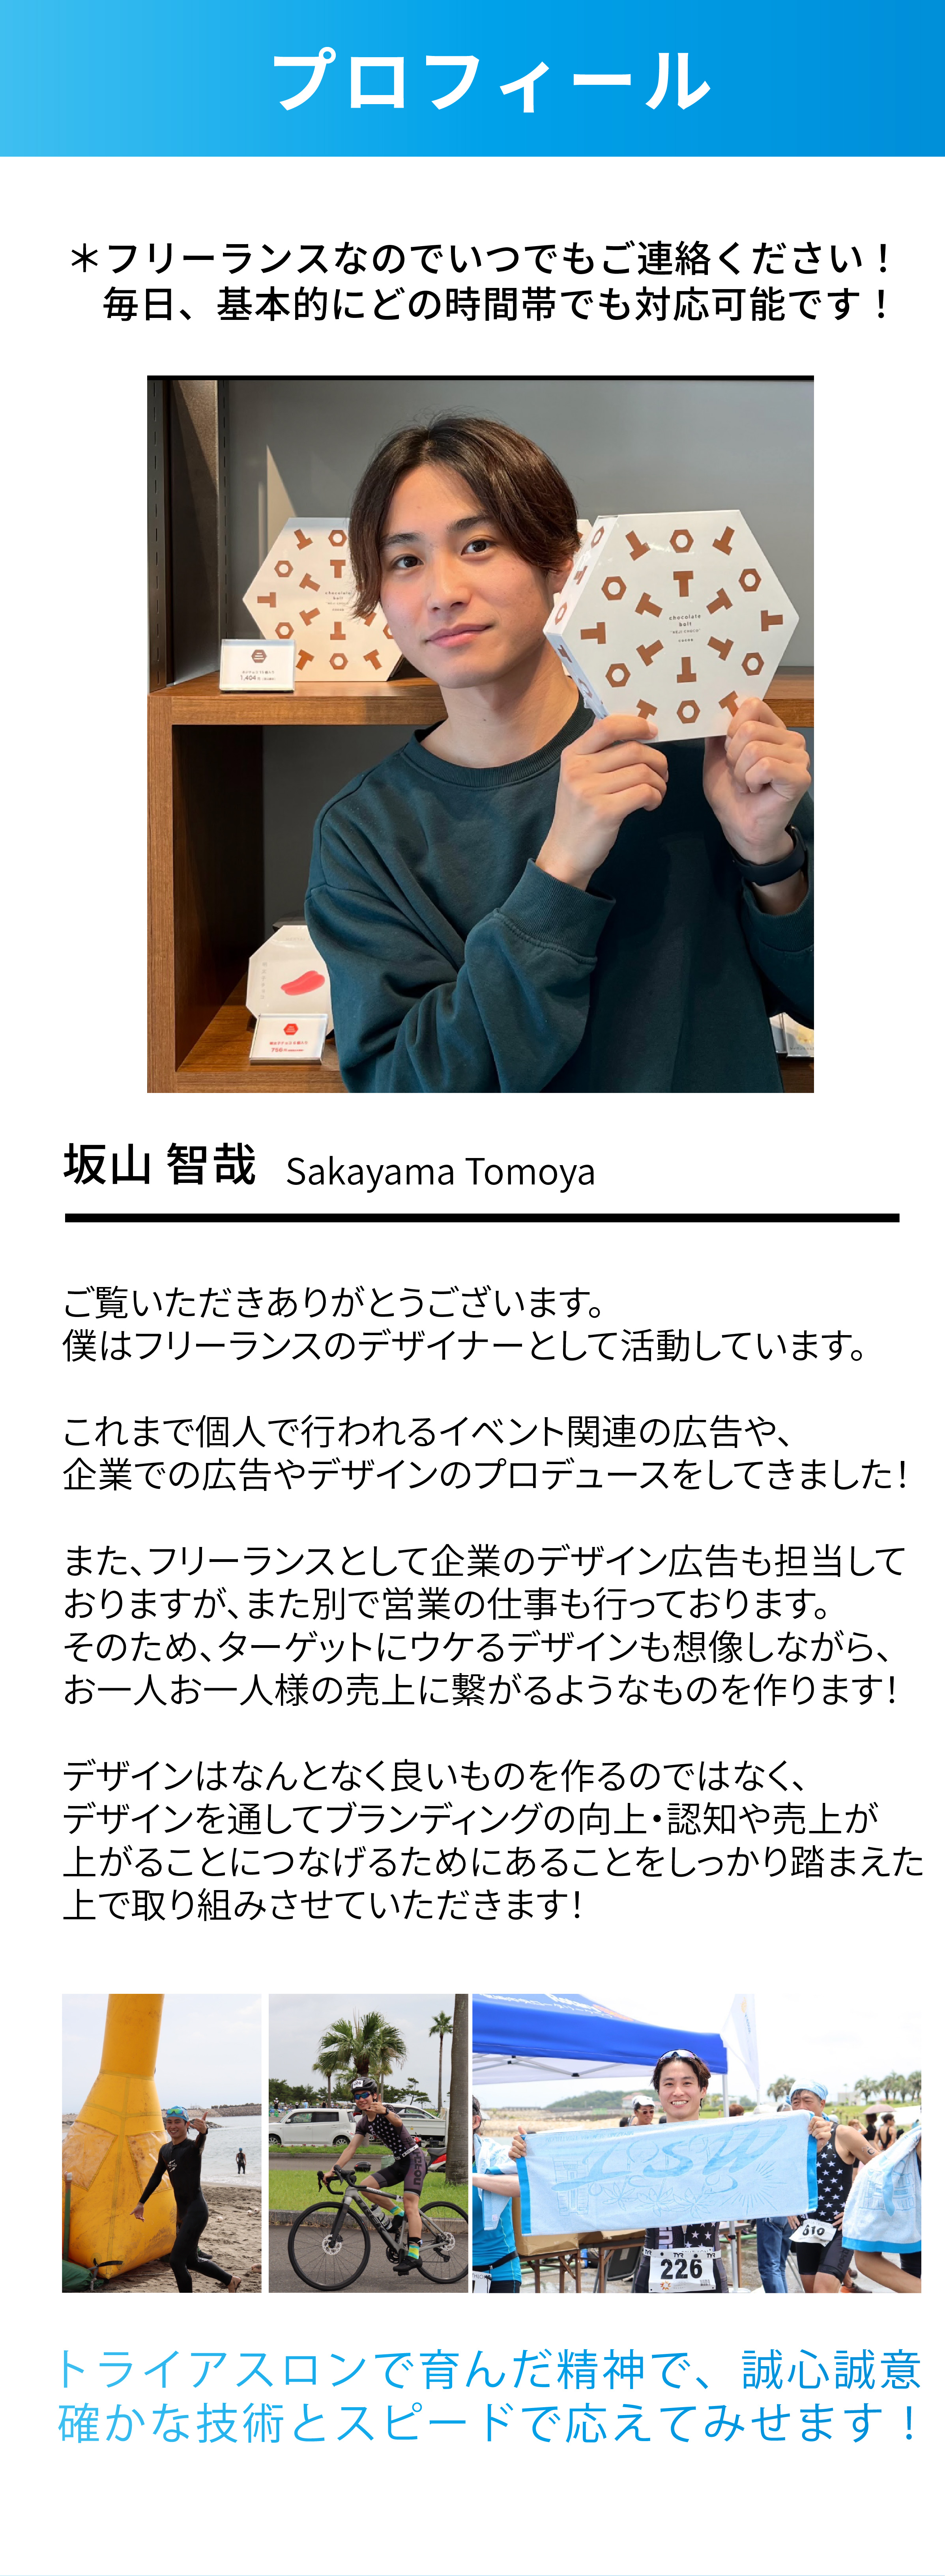 プロフィール
＊フリーランスなのでいつでもご連絡ください！
毎日、基本的にどの時間帯でも対応可能です！
chocolate
bolt
chocolate
bolt
"NEJI CHOCO"
1,404
坂山 智哉 Sakayama Tomoya
ご覧いただきありがとうございます。
僕はフリーランスのデザイナーとして活動しています。
これまで個人で行われるイベント関連の広告や、
企業での広告やデザインのプロデュースをしてきました！
また、フリーランスとして企業のデザイン広告も担当して
おりますが、また別で営業の仕事も行っております。
そのため、ターゲットにウケるデザインも想像しながら、
お一人お一人様の売上に繋がるようなものを作ります！
デザインはなんとなく良いものを作るのではなく、
デザインを通してブランディングの向上・認知や売上が
上がることにつなげるためにあることをしっかり踏まえた
上で取り組みさせていただきます！
TYR TYR
226
トライアスロンで育んだ精神で、誠心誠意
確かな技術とスピードで応えてみせます！